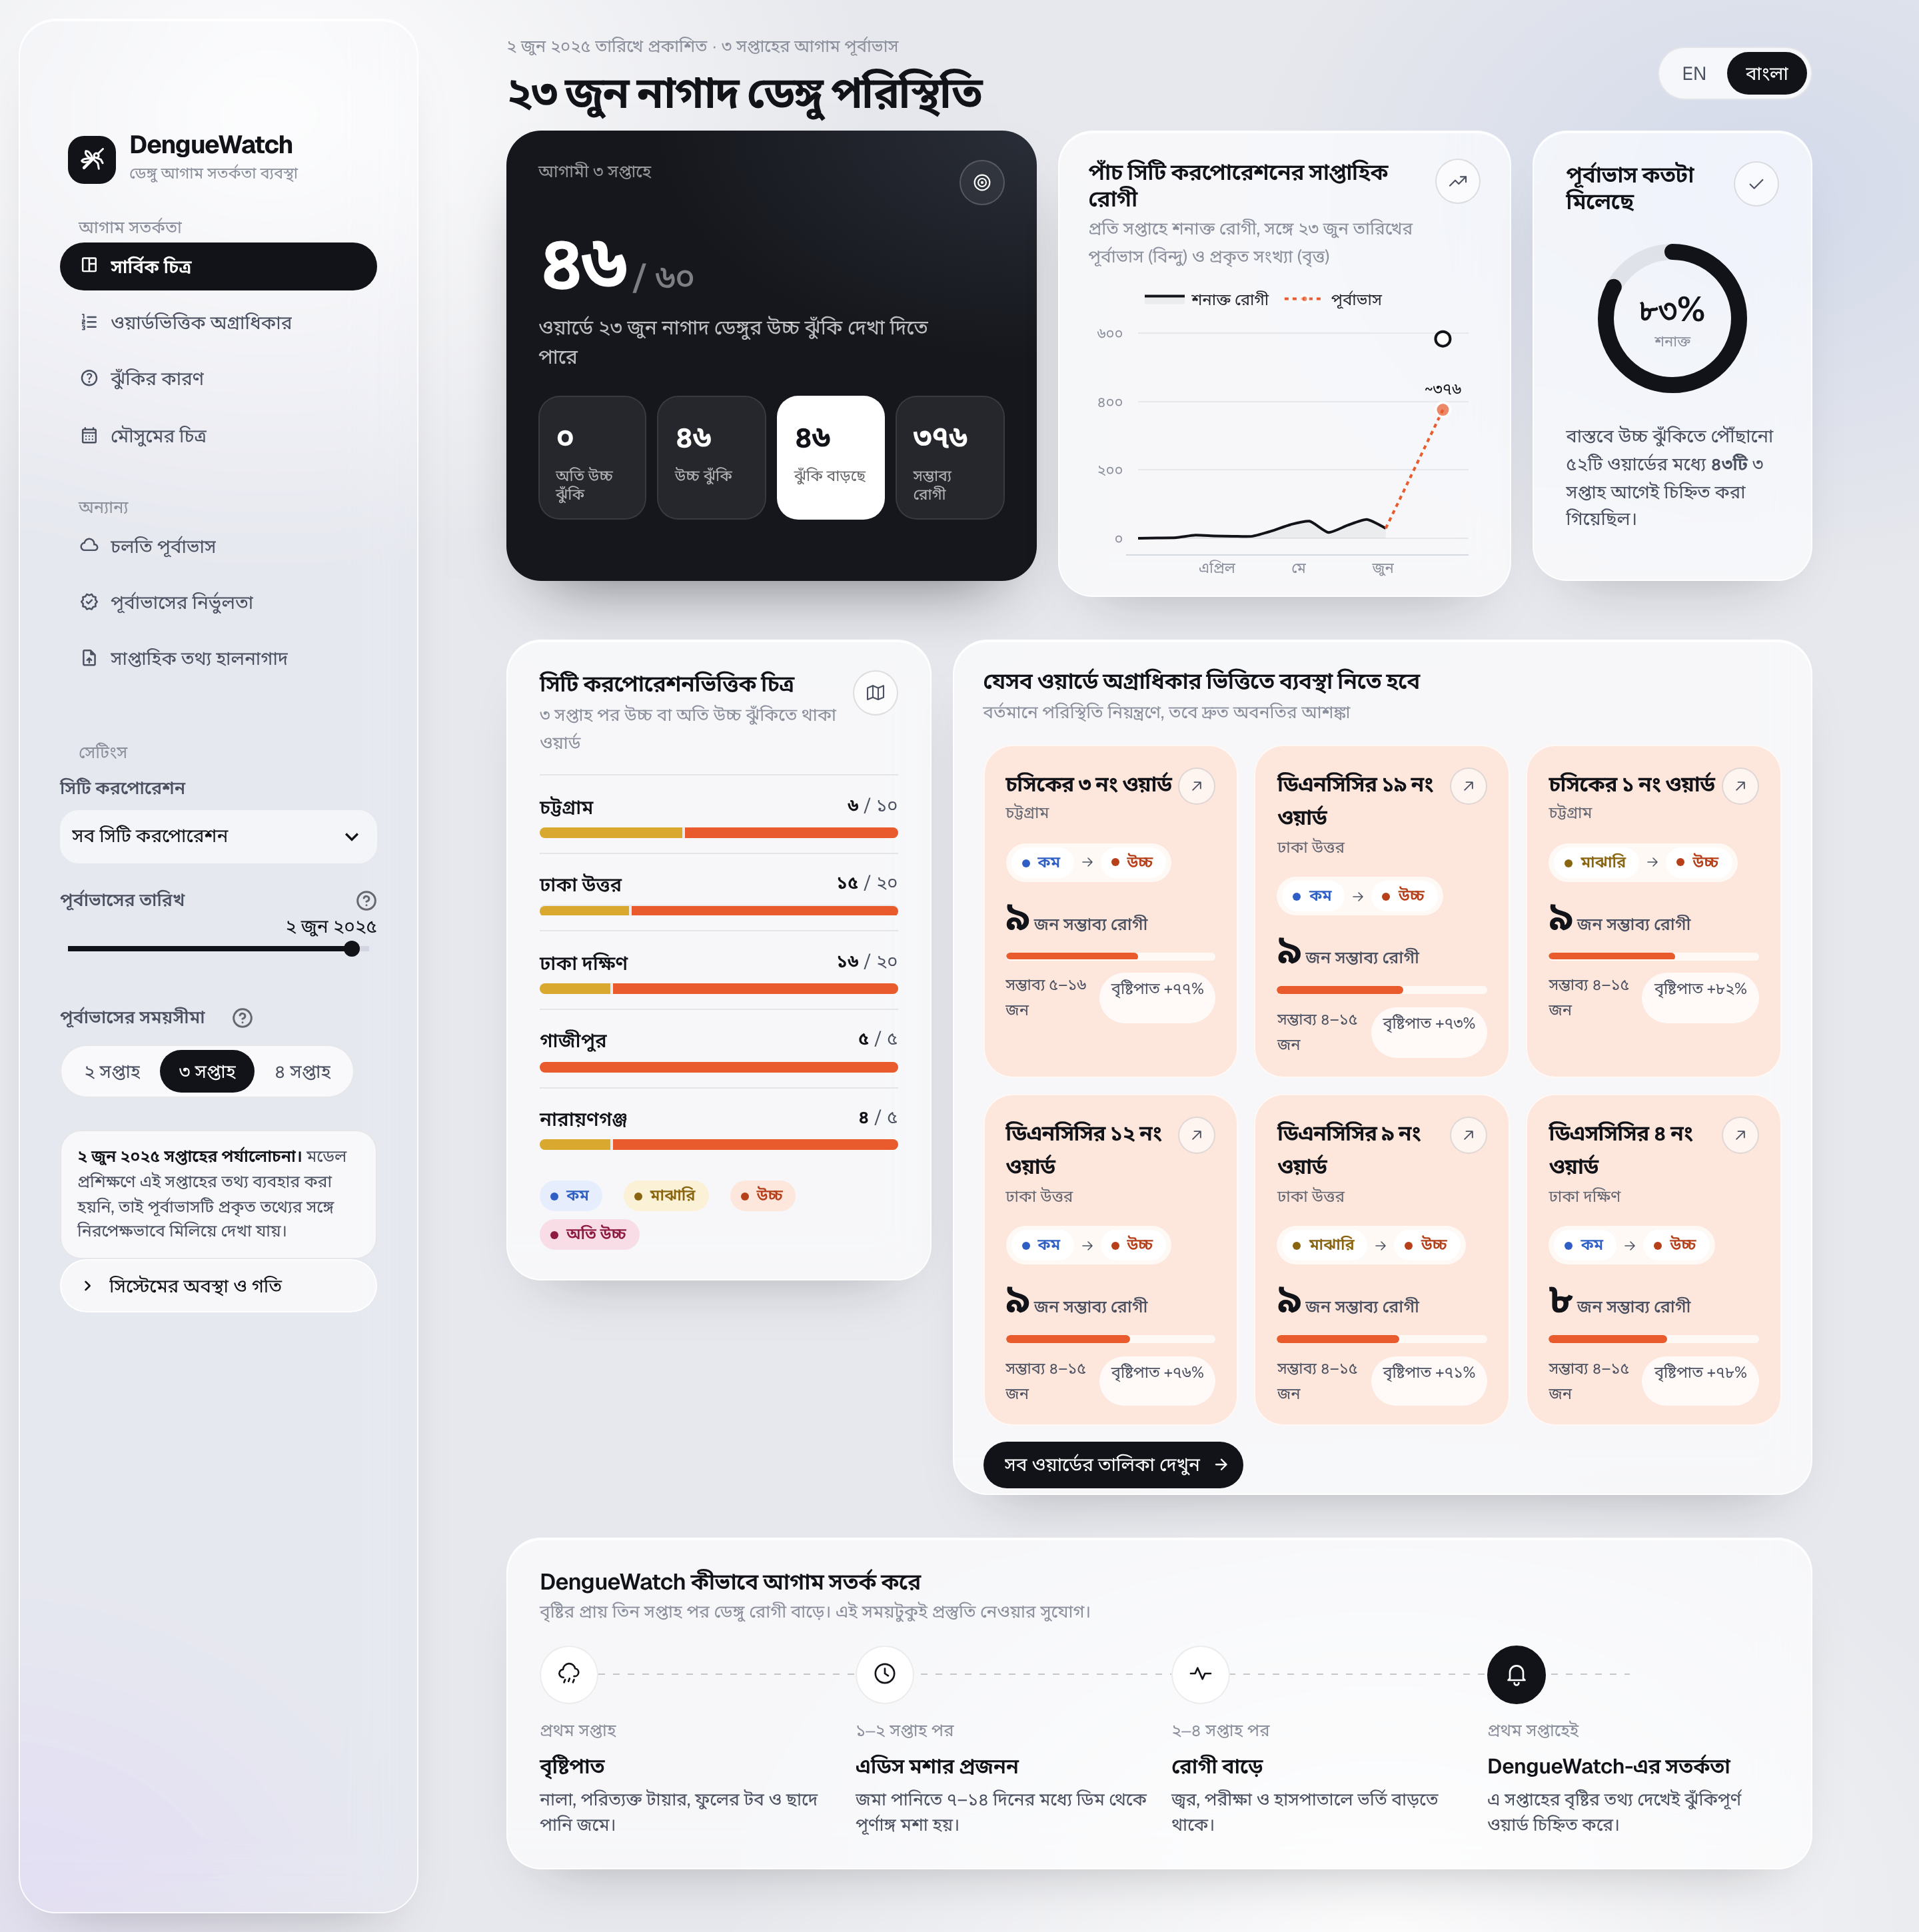 DengueWatch
ডেঙ্গু আগাম সতর্কতা ব্যবস্থা
আগাম সতর্কতা
সার্বিক চিত্র
ওয়ার্ডভিত্তিক অগ্রাধিকার
ঝুঁকির কারণ
মৌসুমের চিত্র
অন্যান্য
চলতি পূর্বাভাস
পূর্বাভাসের নির্ভুলতা
সাপ্তাহিক তথ্য হালনাগাদ
সেটিংস
সিটি করপোরেশন
সব সিটি করপোরেশন
পূর্বাভাসের তারিখ
২ জুন ২০২৫
পূর্বাভাসের সময়সীমা
২ সপ্তাহ ৩ সপ্তাহ ৪ সপ্তাহ
২ জুন ২০২৫ সপ্তাহের পর্যালোচনা। মডেল
প্রশিক্ষণে এই সপ্তাহের তথ্য ব্যবহার করা
হয়নি, তাই পূর্বাভাসটি প্রকৃত তথ্যের সঙ্গে
নিরপেক্ষভাবে মিলিয়ে দেখা যায়।
সিস্টেমের অবস্থা ও গতি
২ জুন ২০২৫ তারিখে প্রকাশিত · ৩ সপ্তাহের আগাম পূর্বাভাস
২৩ জুন নাগাদ ডেঙ্গু পরিস্থিতি
EN বাংলা
আগামী ৩ সপ্তাহে
৪৬ / ৬০
ওয়ার্ডে ২৩ জুন নাগাদ ডেঙ্গুর উচ্চ ঝুঁকি দেখা দিতে
পারে
০
অতি উচ্চ
ঝুঁকি
৪৬
উচ্চ ঝুঁকি
৪৬
ঝুঁকি বাড়ছে
৩৭৬
সম্ভাব্য
রোগী
পাঁচ সিটি করপোরেশনের সাপ্তাহিক
রোগী
প্রতি সপ্তাহে শনাক্ত রোগী, সঙ্গে ২৩ জুন তারিখের
পূর্বাভাস (বিন্দু) ও প্রকৃত সংখ্যা (বৃত্ত)
শনাক্ত রোগী পূর্বাভাস
৬০০
~৩৭৬
৪০০
২০০
০
এপ্রিল মে জুন
পূর্বাভাস কতটা
মিলেছে
৮৩%
শনাক্ত
বাস্তবে উচ্চ ঝুঁকিতে পৌঁছানো
৫২টি ওয়ার্ডের মধ্যে ৪৩টি ৩
সপ্তাহ আগেই চিহ্নিত করা
গিয়েছিল।
সিটি করপোরেশনভিত্তিক চিত্র
৩ সপ্তাহ পর উচ্চ বা অতি উচ্চ ঝুঁকিতে থাকা
ওয়ার্ড
চট্টগ্রাম ৬ / ১০
ঢাকা উত্তর ১৫ / ২০
ঢাকা দক্ষিণ ১৬ / ২০
গাজীপুর ৫ / ৫
নারায়ণগঞ্জ ৪ / ৫
কম মাঝারি উচ্চ
অতি উচ্চ
যেসব ওয়ার্ডে অগ্রাধিকার ভিত্তিতে ব্যবস্থা নিতে হবে
বর্তমানে পরিস্থিতি নিয়ন্ত্রণে, তবে দ্রুত অবনতির আশঙ্কা
চসিকের ৩ নং ওয়ার্ড
চট্টগ্রাম
কম → উচ্চ
৯ জন সম্ভাব্য রোগী
সম্ভাব্য ৫–১৬
জন
বৃষ্টিপাত +৭৭%
ডিএনসিসির ১৯ নং
ওয়ার্ড
ঢাকা উত্তর
কম → উচ্চ
৯ জন সম্ভাব্য রোগী
সম্ভাব্য ৪–১৫
জন
বৃষ্টিপাত +৭৩%
চসিকের ১ নং ওয়ার্ড
চট্টগ্রাম
মাঝারি → উচ্চ
৯ জন সম্ভাব্য রোগী
সম্ভাব্য ৪–১৫
জন
বৃষ্টিপাত +৮২%
ডিএনসিসির ১২ নং
ওয়ার্ড
ঢাকা উত্তর
কম → উচ্চ
৯ জন সম্ভাব্য রোগী
সম্ভাব্য ৪–১৫
জন
বৃষ্টিপাত +৭৬%
ডিএনসিসির ৯ নং
ওয়ার্ড
ঢাকা উত্তর
মাঝারি → উচ্চ
৯ জন সম্ভাব্য রোগী
সম্ভাব্য ৪–১৫
জন
বৃষ্টিপাত +৭১%
ডিএসসিসির ৪ নং
ওয়ার্ড
ঢাকা দক্ষিণ
কম → উচ্চ
৮ জন সম্ভাব্য রোগী
সম্ভাব্য ৪–১৫
জন
বৃষ্টিপাত +৭৮%
সব ওয়ার্ডের তালিকা দেখুন →
DengueWatch কীভাবে আগাম সতর্ক করে
বৃষ্টির প্রায় তিন সপ্তাহ পর ডেঙ্গু রোগী বাড়ে। এই সময়টুকুই প্রস্তুতি নেওয়ার সুযোগ।
প্রথম সপ্তাহ
বৃষ্টিপাত
নালা, পরিত্যক্ত টায়ার, ফুলের টব ও ছাদে
পানি জমে।
১–২ সপ্তাহ পর
এডিস মশার প্রজনন
জমা পানিতে ৭–১৪ দিনের মধ্যে ডিম থেকে
পূর্ণাঙ্গ মশা হয়।
২–৪ সপ্তাহ পর
রোগী বাড়ে
জ্বর, পরীক্ষা ও হাসপাতালে ভর্তি বাড়তে
থাকে।
প্রথম সপ্তাহেই
DengueWatch-এর সতর্কতা
এ সপ্তাহের বৃষ্টির তথ্য দেখেই ঝুঁকিপূর্ণ
ওয়ার্ড চিহ্নিত করে।